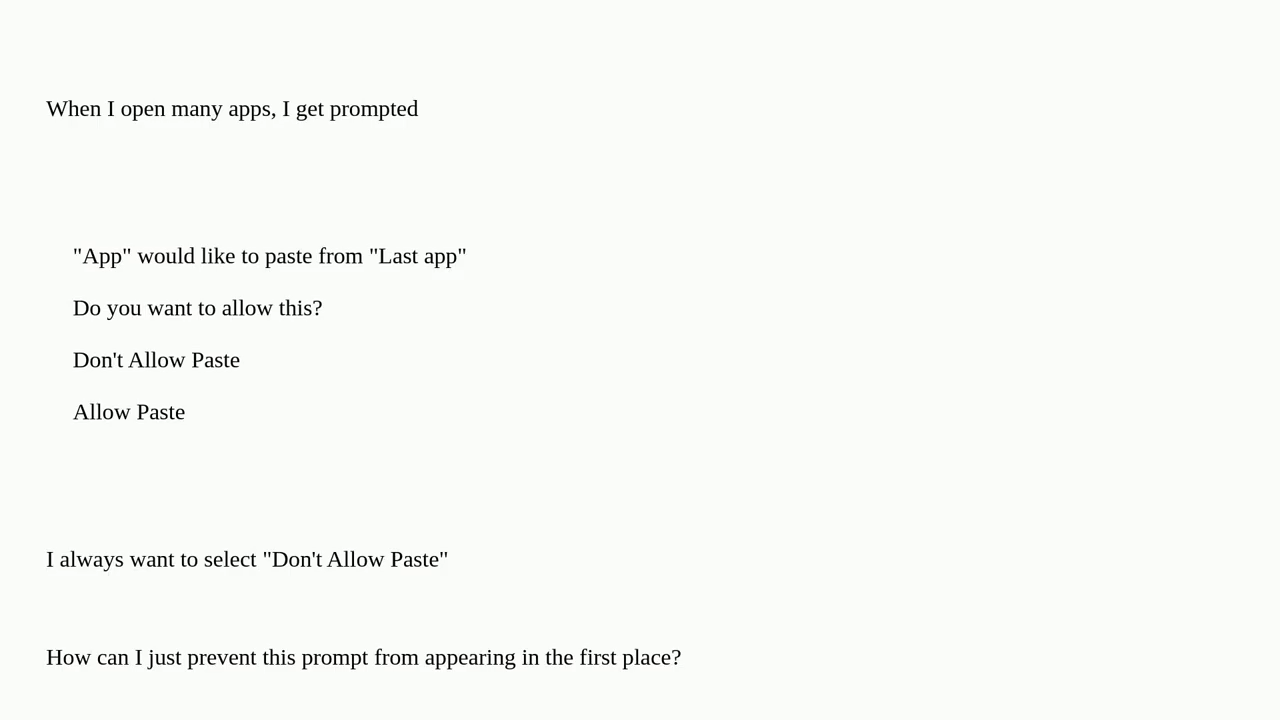 When I open many apps, I get prompted
"App" would like to paste from "Last app"
Do you want to allow this?
Don't Allow Paste
Allow Paste
I always want to select "Don't Allow Paste"
How can I just prevent this prompt from appearing in the first place?